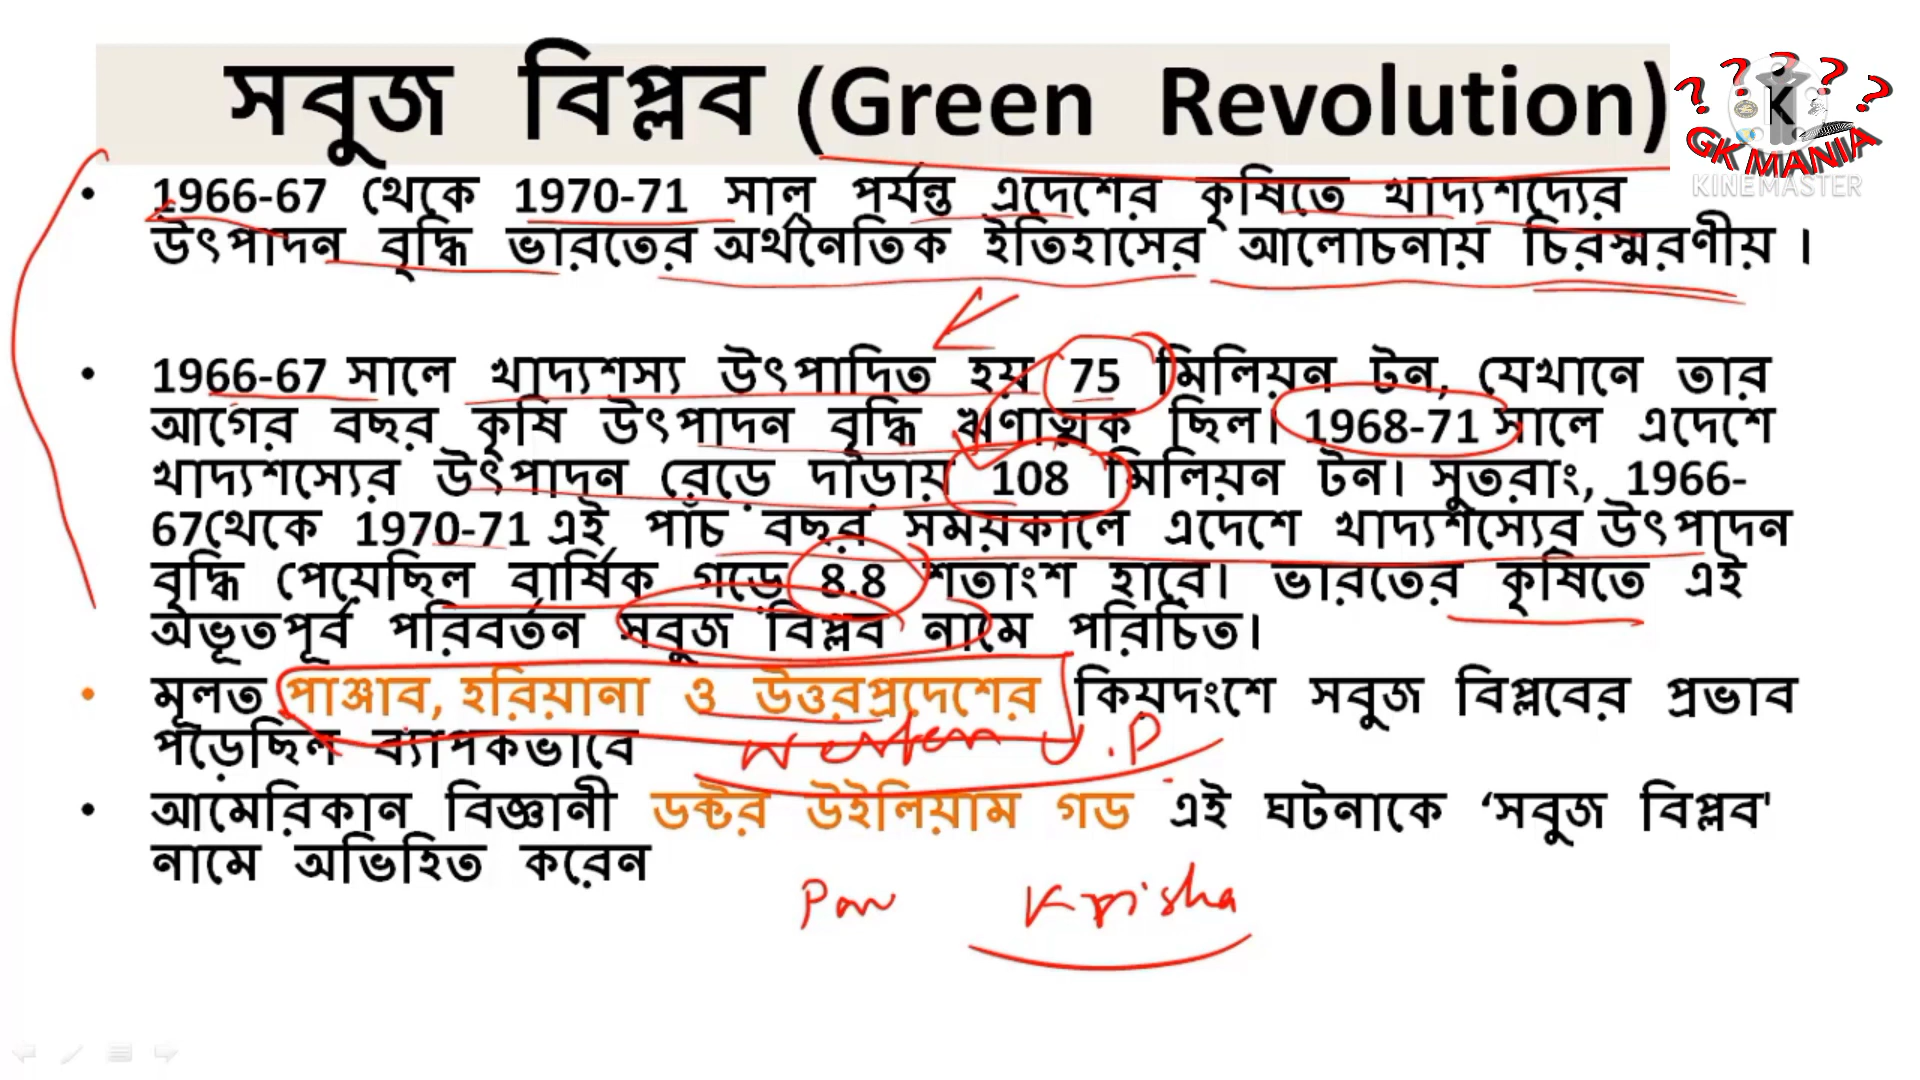 সবুজ বিপ্লব (Green Revolution)
? ? ? ? ?
K
GK MANIA
KINEMASTER
• 1966-67 থেকে 1970-71 সাল পর্যন্ত এদেশের কৃষিতে খাদ্যশদ্যের
উৎপাদন বৃদ্ধি ভারতের অর্থনৈতিক ইতিহাসের আলোচনায় চিরস্মরণীয় ।
• 1966-67 সালে খাদ্যশস্য উৎপাদিত হয় 75 মিলিয়ন টন, যেখানে তার
আগের বছর কৃষি উৎপাদন বৃদ্ধি ঋণাত্মক ছিল। 1968-71 সালে এদেশে
খাদ্যশস্যের উৎপাদন রেড়ে দাঁড়ায় 108 মিলিয়ন টন। সুতরাং, 1966-
67থেকে 1970-71 এই পাঁচ বছর সময়কালে এদেশে খাদ্যশস্যের উৎপাদন
বৃদ্ধি পেয়েছিল বার্ষিক গড়ে 8.8 শতাংশ হারে। ভারতের কৃষিতে এই
অভূতপূর্ব পরিবর্তন সবুজ বিপ্লব নামে পরিচিত।
• মূলত পাঞ্জাব, হরিয়ানা ও উত্তরপ্রদেশের কিয়দংশে সবুজ বিপ্লবের প্রভাব
পড়েছিল ব্যাপকভাবে
Western U.P.
• আমেরিকান বিজ্ঞানী ডক্টর উইলিয়াম গড এই ঘটনাকে ‘সবুজ বিপ্লব'
নামে অভিহিত করেন
Krisha